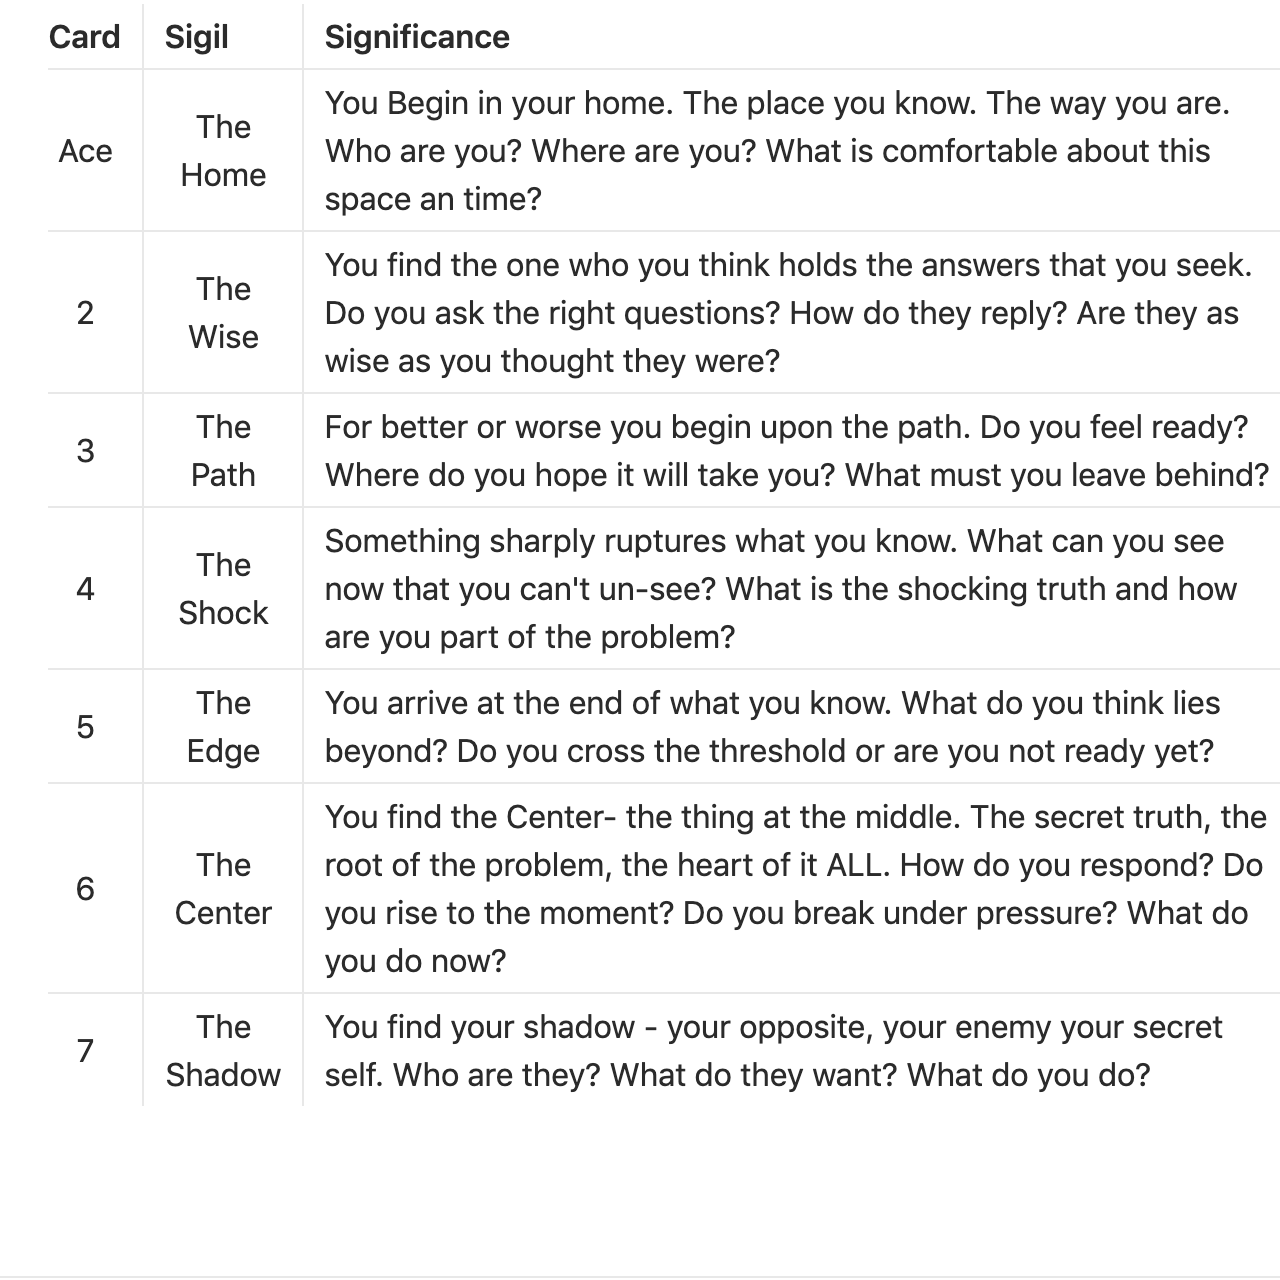 Card Sigil Significance
Ace
The
Home
You Begin in your home. The place you know. The way you are.
Who are you? Where are you? What is comfortable about this
space an time?
2
The
Wise
You find the one who you think holds the answers that you seek.
Do you ask the right questions? How do they reply? Are they as
wise as you thought they were?
3
The
Path
For better or worse you begin upon the path. Do you feel ready?
Where do you hope it will take you? What must you leave behind?
4
The
Shock
Something sharply ruptures what you know. What can you see
now that you can't un-see? What is the shocking truth and how
are you part of the problem?
5
The
Edge
You arrive at the end of what you know. What do you think lies
beyond? Do you cross the threshold or are you not ready yet?
6
The
Center
You find the Center- the thing at the middle. The secret truth, the
root of the problem, the heart of it ALL. How do you respond? Do
you rise to the moment? Do you break under pressure? What do
you do now?
7
The
Shadow
You find your shadow - your opposite, your enemy your secret
self. Who are they? What do they want? What do you do?